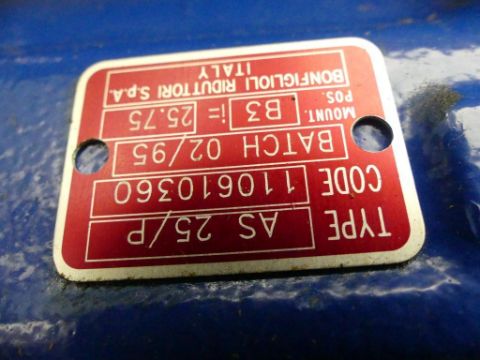 TYPE AS 25/P
CODE 110610360
BATCH 02/95
MOUNT. POS. B3 i= 25.75
BONFIGLIOLI RIDUTTORI S.p.A.
ITALY